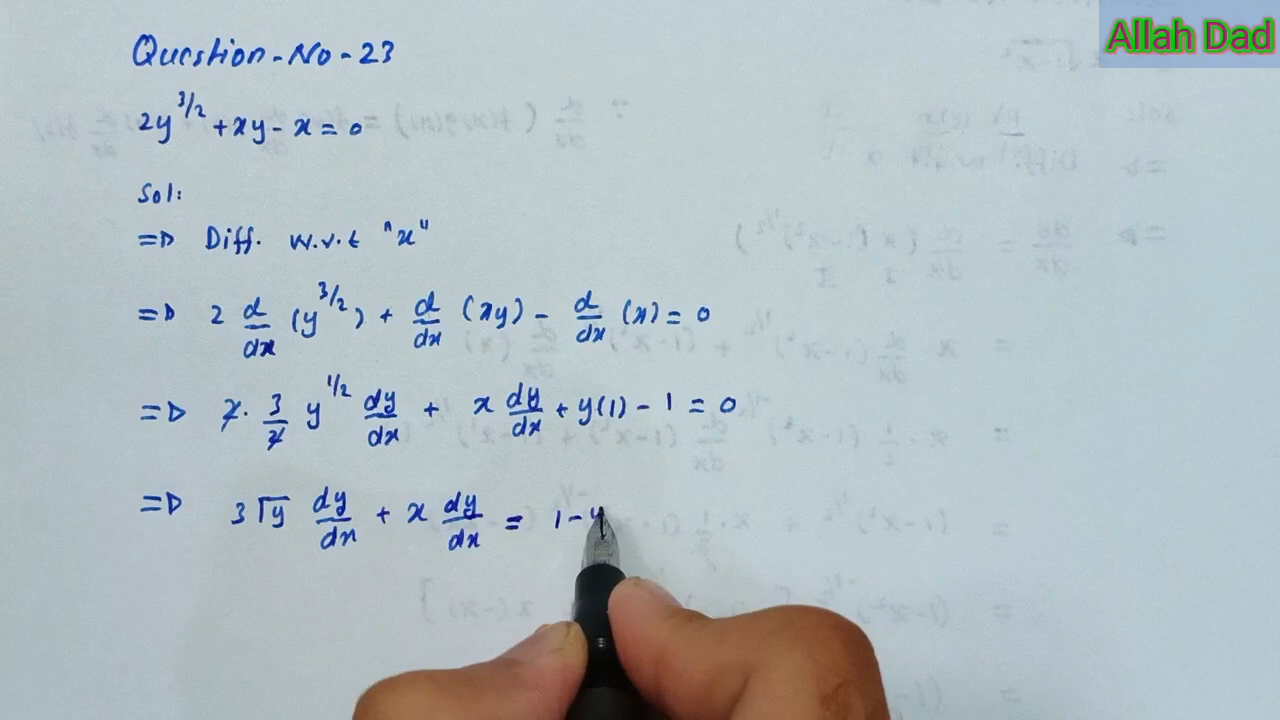 Allah Dad
Question-No-23
2y^{3/2} + xy - x = 0
Sol:
=> Diff. w.r.t "x"
=> 2 d/dx (y^{3/2}) + d/dx (xy) - d/dx (x) = 0
=> 2 · 3/2 y^{1/2} dy/dx + x dy/dx + y(1) - 1 = 0
=> 3√y dy/dx + x dy/dx = 1 - y